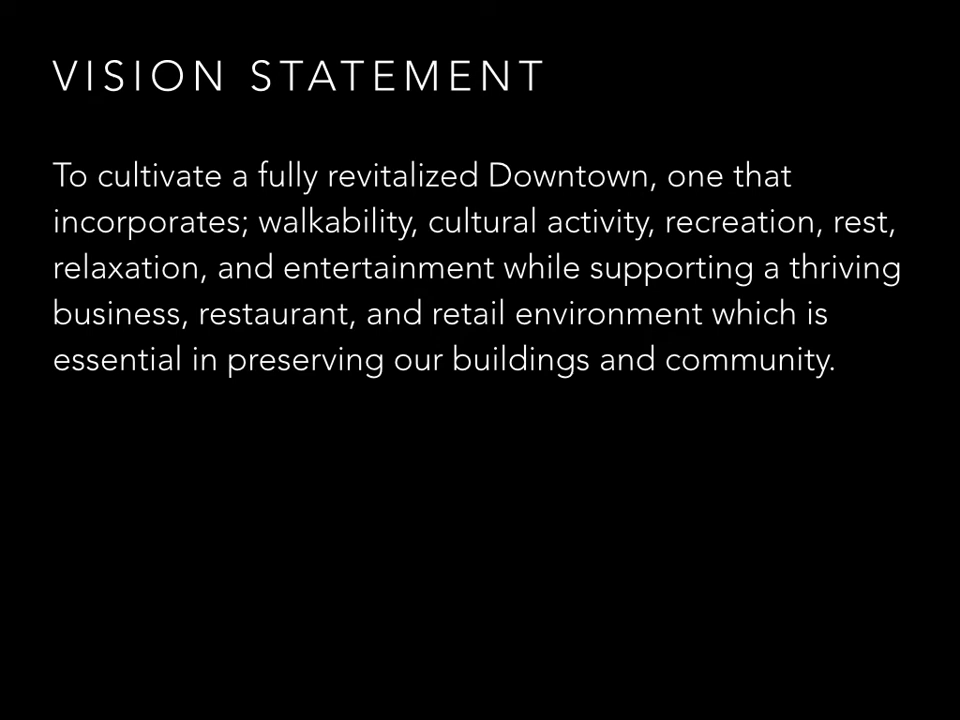 VISION STATEMENT
To cultivate a fully revitalized Downtown, one that
incorporates; walkability, cultural activity, recreation, rest,
relaxation, and entertainment while supporting a thriving
business, restaurant, and retail environment which is
essential in preserving our buildings and community.